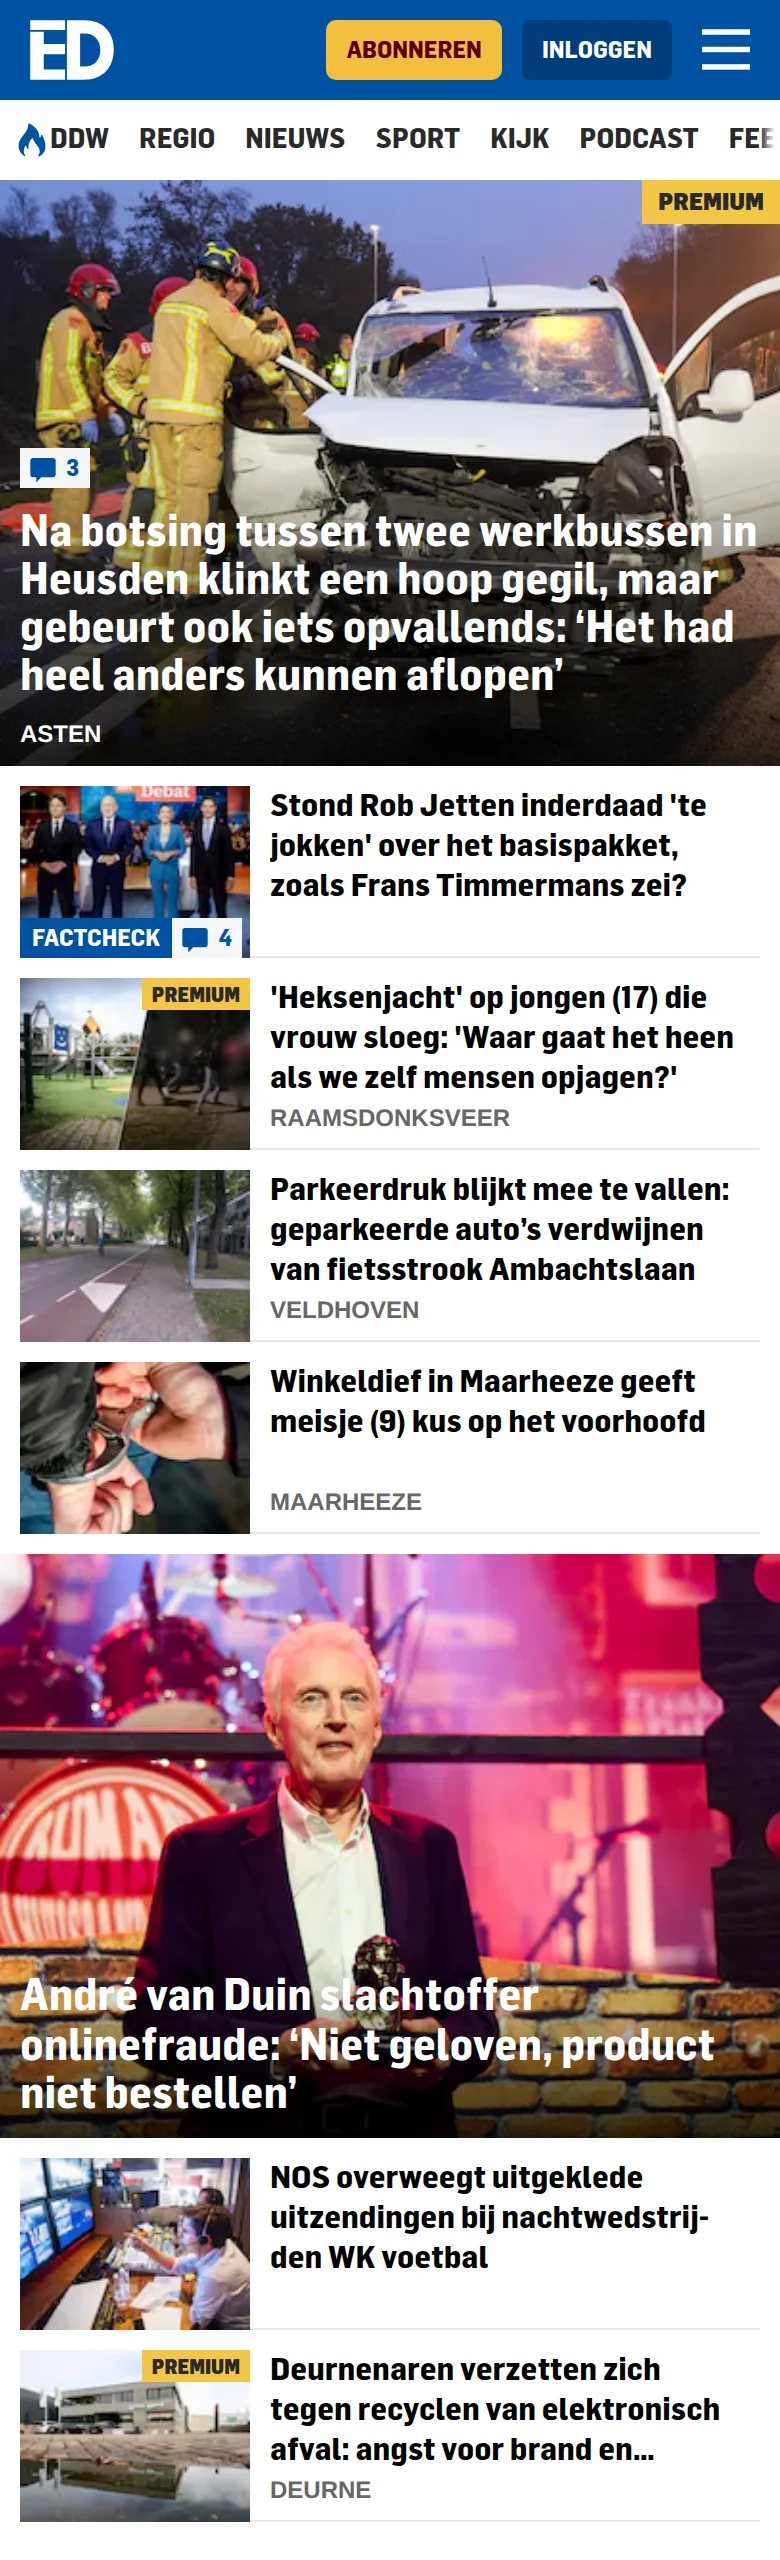 ED
ABONNEREN
INLOGGEN
DDW
REGIO
NIEUWS
SPORT
KIJK
PODCAST
PREMIUM
3
Na botsing tussen twee werkbussen in
Heusden klinkt een hoop gegil, maar
gebeurt ook iets opvallends: ‘Het had
heel anders kunnen aflopen’
ASTEN
Debat
FACTCHECK
4
Stond Rob Jetten inderdaad 'te
jokken' over het basispakket,
zoals Frans Timmermans zei?
PREMIUM
'Heksenjacht' op jongen (17) die
vrouw sloeg: 'Waar gaat het heen
als we zelf mensen opjagen?'
RAAMSDONKSVEER
Parkeerdruk blijkt mee te vallen:
geparkeerde auto’s verdwijnen
van fietsstrook Ambachtslaan
VELDHOVEN
Winkeldief in Maarheeze geeft
meisje (9) kus op het voorhoofd
MAARHEEZE
André van Duin slachtoffer
onlinefraude: ‘Niet geloven, product
niet bestellen’
NOS overweegt uitgeklede
uitzendingen bij nachtwedstrij-
den WK voetbal
PREMIUM
Deurnenaren verzetten zich
tegen recyclen van elektronisch
afval: angst voor brand en...
DEURNE